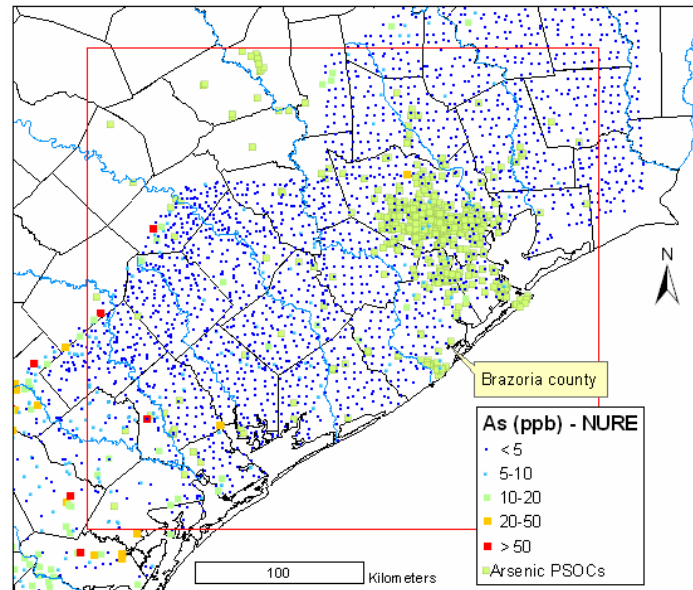 N
Brazoria county
As (ppb) - NURE
< 5
5-10
10-20
20-50
> 50
Arsenic PSOCs
100
Kilometers